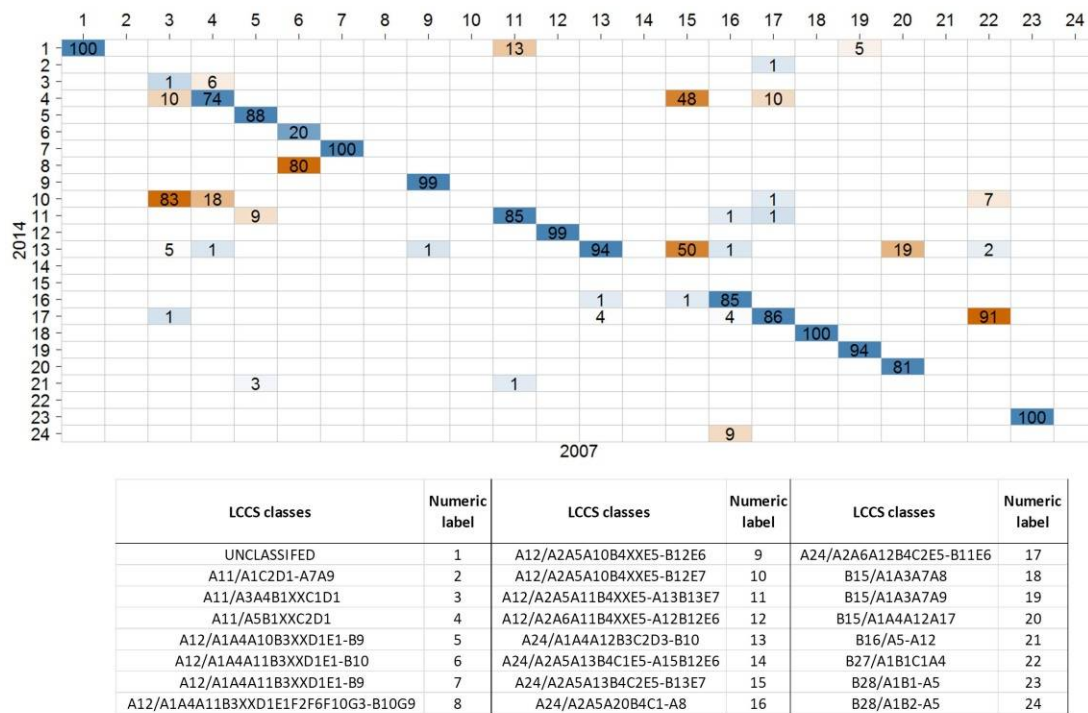 1 2 3 4 5 6 7 8 9 10 11 12 13 14 15 16 17 18 19 20 21 22 23 24
1 100 13 5
2 1
3 1 6
4 10 74 48 10
5 88
6 20
7 100
8 80
9 99
10 83 18 1 7
11 9 85 1 1
12 99
2014
13 5 1 1 94 50 1 19 2
14
15
16 1 1 85
17 1 4 4 86 91
18 100
19 94
20 81
21 3 1
22
23 100
24 9
2007
LCCS classes Numeric label LCCS classes Numeric label LCCS classes Numeric label
UNCLASSIFED 1 A12/A2A5A10B4XXE5-B12E6 9 A24/A2A6A12B4C2E5-B11E6 17
A11/A1C2D1-A7A9 2 A12/A2A5A10B4XXE5-B12E7 10 B15/A1A3A7A8 18
A11/A3A4B1XXC1D1 3 A12/A2A5A11B4XXE5-A13B13E7 11 B15/A1A3A7A9 19
A11/A5B1XXC2D1 4 A12/A2A6A11B4XXE5-A12B12E6 12 B15/A1A4A12A17 20
A12/A1A4A10B3XXD1E1-B9 5 A24/A1A4A12B3C2D3-B10 13 B16/A5-A12 21
A12/A1A4A11B3XXD1E1-B10 6 A24/A2A5A13B4C1E5-A15B12E6 14 B27/A1B1C1A4 22
A12/A1A4A11B3XXD1E1-B9 7 A24/A2A5A13B4C2E5-B13E7 15 B28/A1B1-A5 23
A12/A1A4A11B3XXD1E1F2F6F10G3-B10G9 8 A24/A2A5A20B4C1-A8 16 B28/A1B2-A5 24